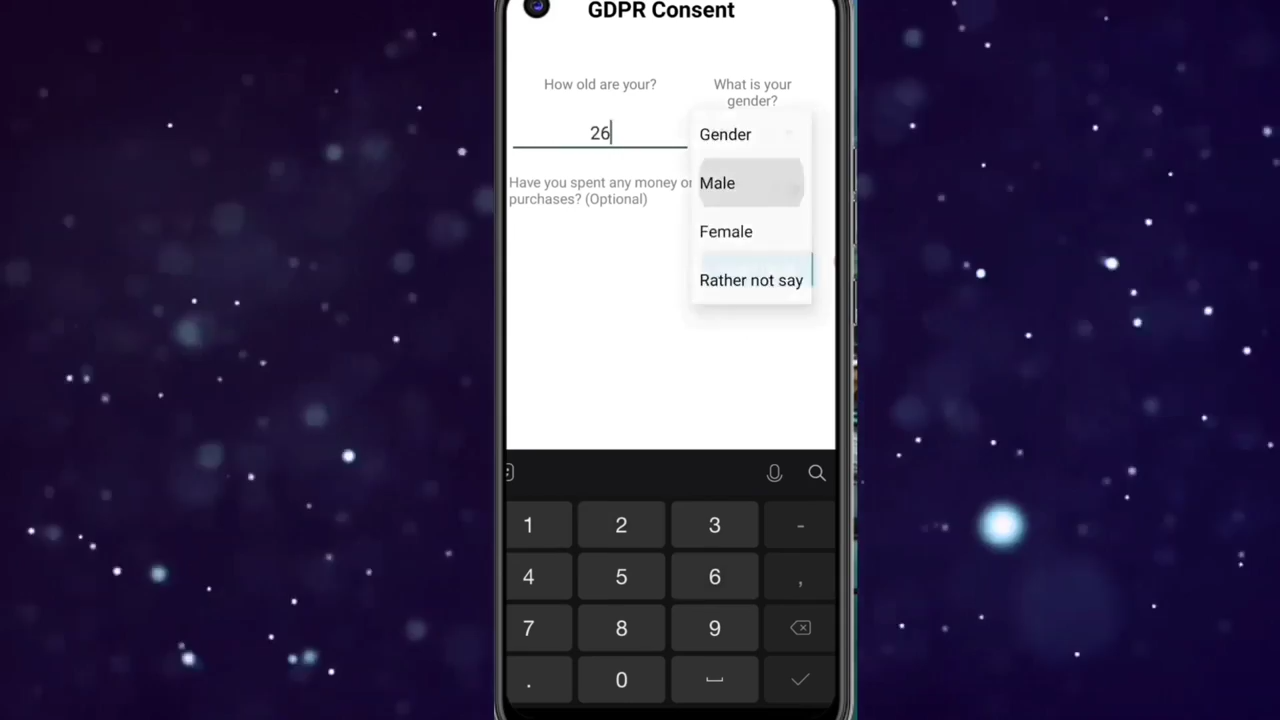 GDPR Consent
How old are your?
What is your
gender?
26
Gender
Male
Female
Rather not say
Have you spent any money or
purchases? (Optional)
1 2 3 -
4 5 6 ,
7 8 9
. 0